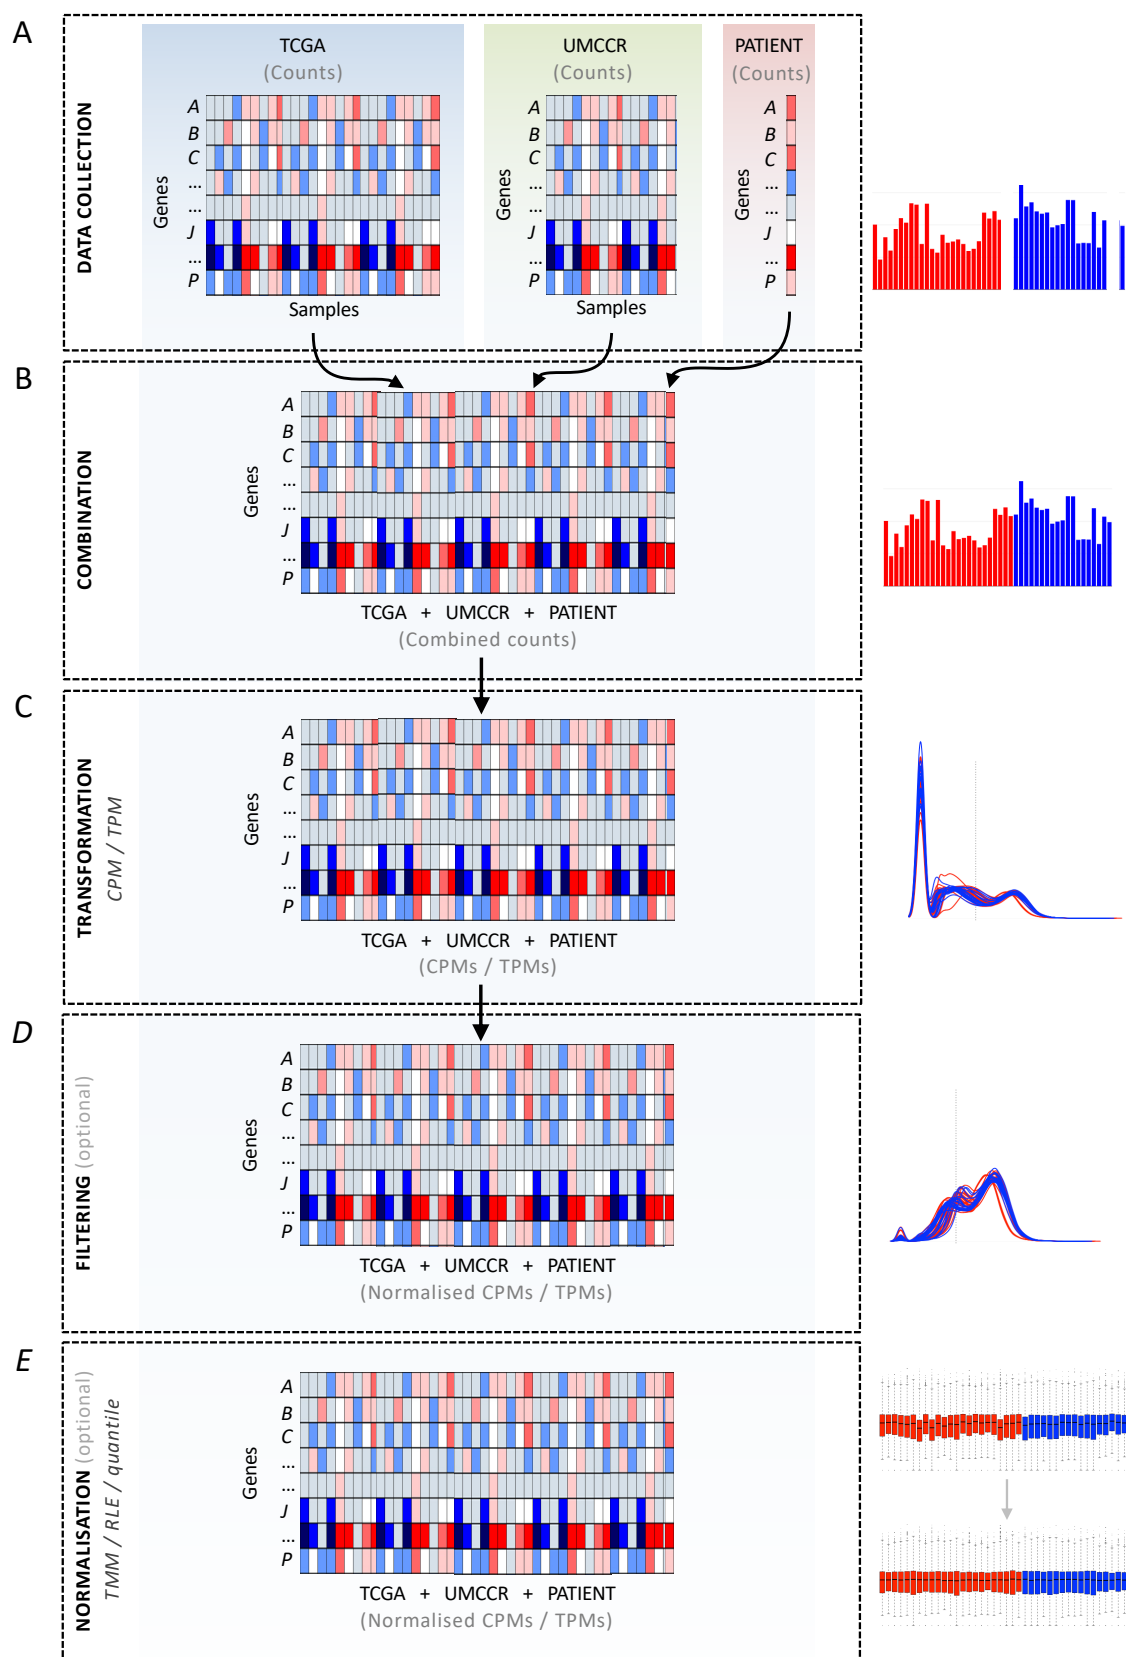 A
DATA COLLECTION
TCGA
(Counts)
Genes
A
B
C
...
...
J
...
P
Samples
UMCCR
(Counts)
Genes
A
B
C
...
...
J
...
P
Samples
PATIENT
(Counts)
Genes
A
B
C
...
...
J
...
P
B
COMBINATION
Genes
A
B
C
...
...
J
...
P
TCGA + UMCCR + PATIENT
(Combined counts)
C
TRANSFORMATION
CPM / TPM
Genes
A
B
C
...
...
J
...
P
TCGA + UMCCR + PATIENT
(CPMs / TPMs)
D
FILTERING (optional)
Genes
A
B
C
...
...
J
...
P
TCGA + UMCCR + PATIENT
(Normalised CPMs / TPMs)
E
NORMALISATION (optional)
TMM / RLE / quantile
Genes
A
B
C
...
...
J
...
P
TCGA + UMCCR + PATIENT
(Normalised CPMs / TPMs)